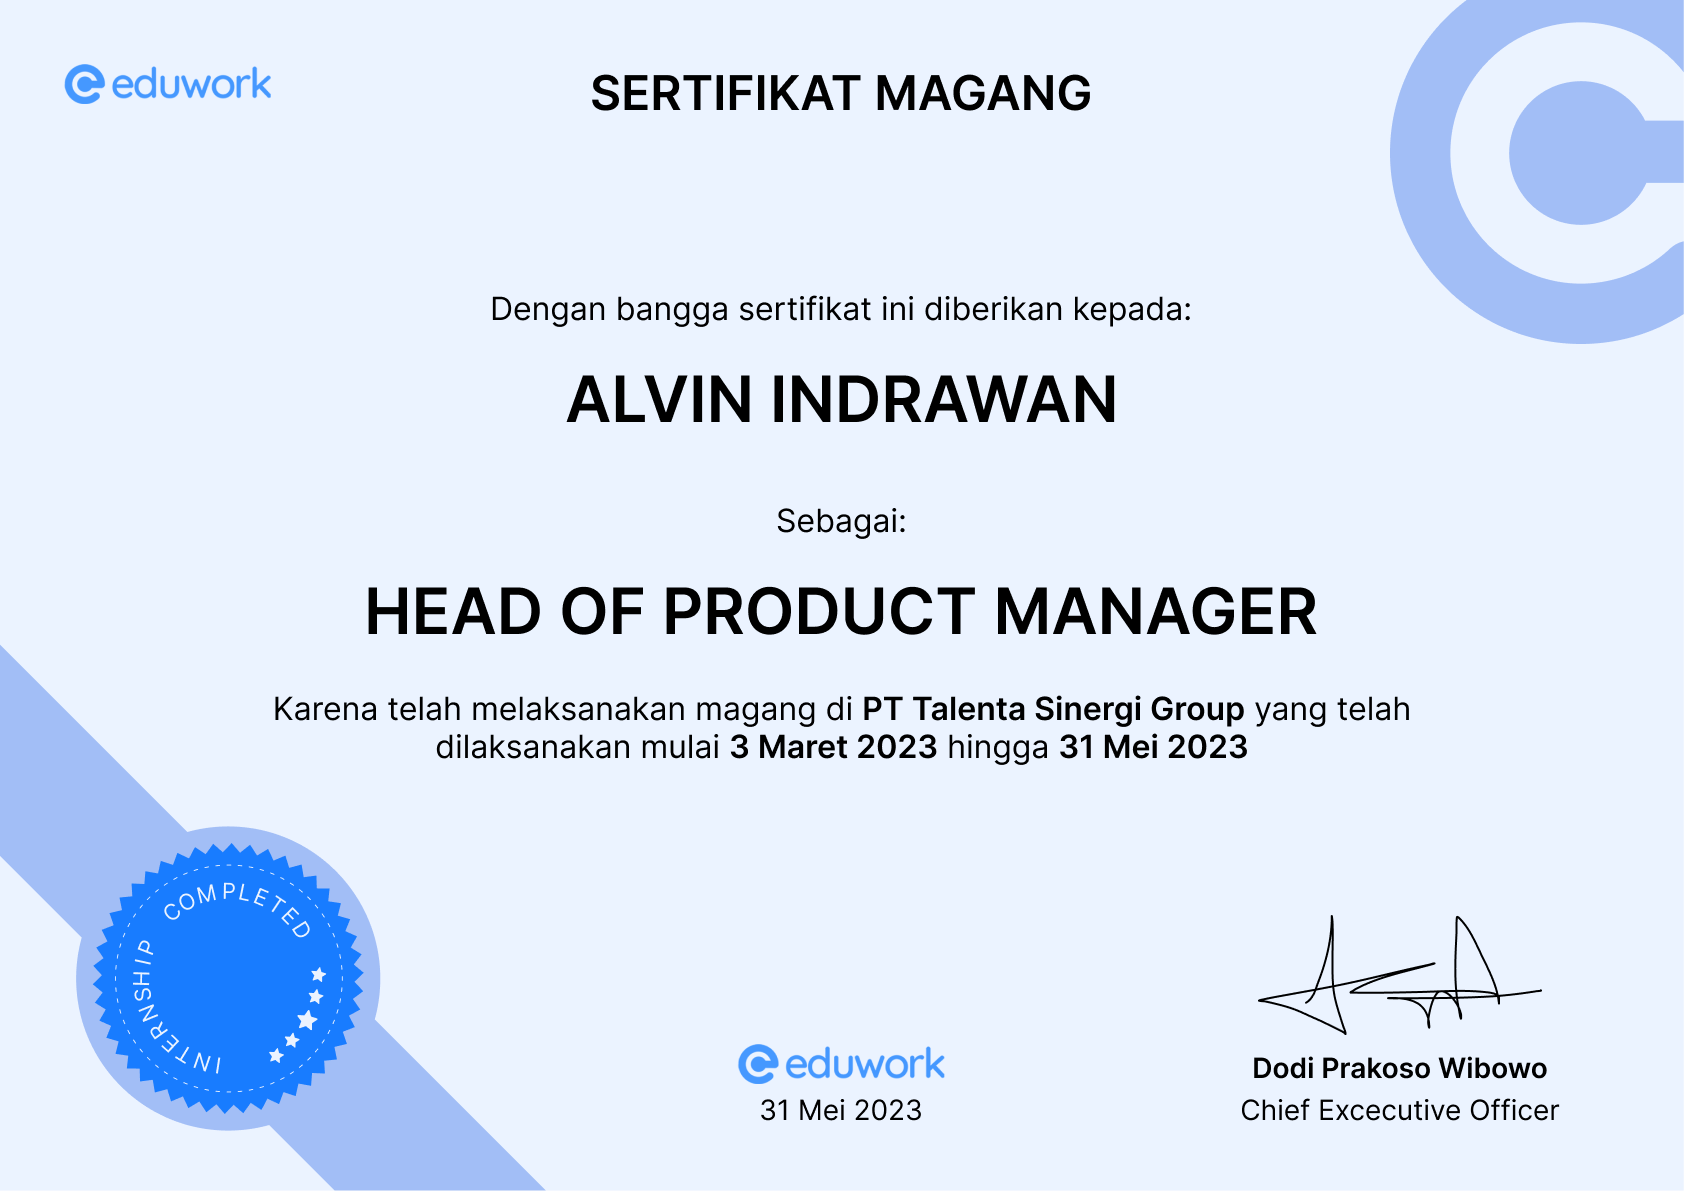 eduwork
SERTIFIKAT MAGANG
Dengan bangga sertifikat ini diberikan kepada:
ALVIN INDRAWAN
Sebagai:
HEAD OF PRODUCT MANAGER
Karena telah melaksanakan magang di PT Talenta Sinergi Group yang telah
dilaksanakan mulai 3 Maret 2023 hingga 31 Mei 2023
INTERNSHIP COMPLETED
eduwork
31 Mei 2023
Dodi Prakoso Wibowo
Chief Excecutive Officer